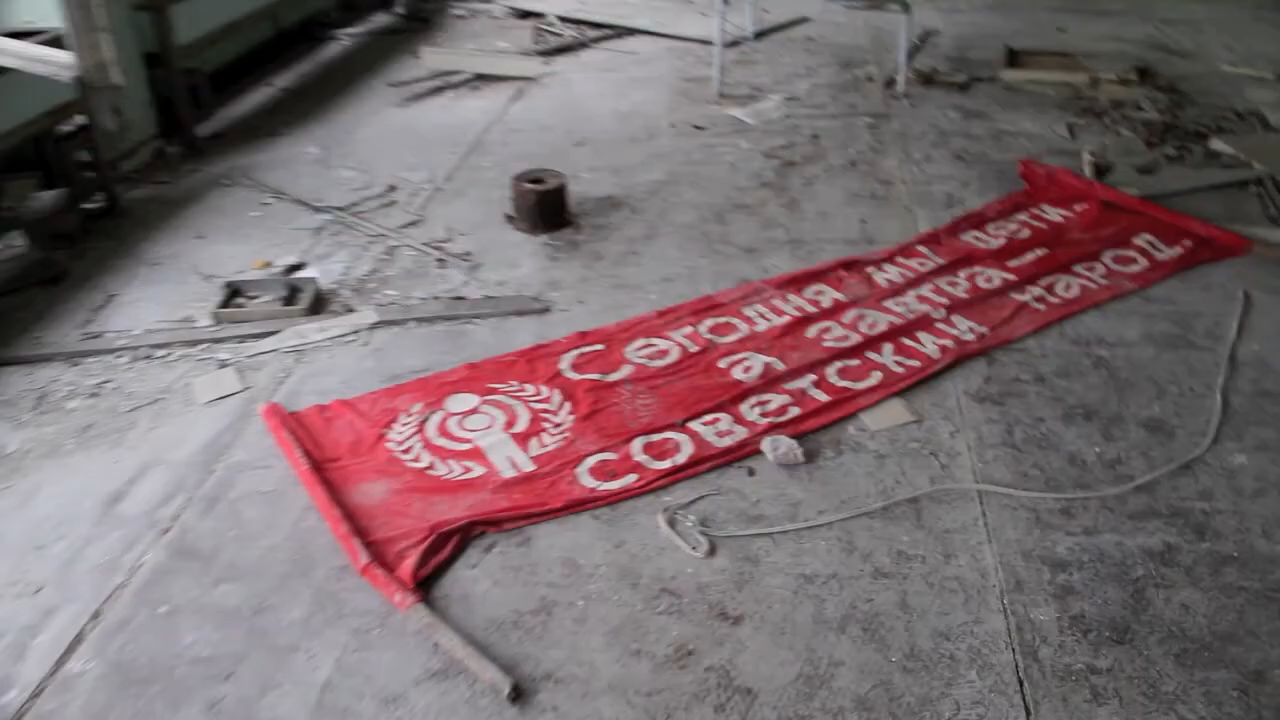 Сегодня мы дети...
а завтра —
советский народ.